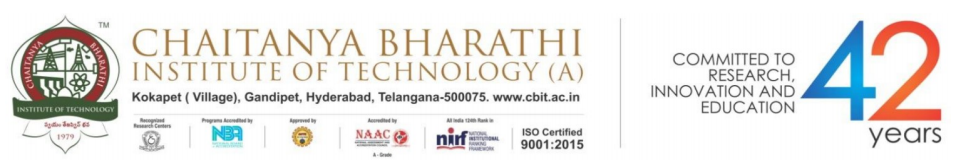 TM
CHAITANYA BHARATHI
INSTITUTE OF TECHNOLOGY
1979
CHAITANYA BHARATHI
INSTITUTE OF TECHNOLOGY (A)
Kokapet ( Village), Gandipet, Hyderabad, Telangana-500075. www.cbit.ac.in
Recognized
Research Centers
Programs Accredited by
NBA
Approved by
Accredited by
NAAC
A - Grade
All India 124th Rank in
nirf
NATIONAL
INSTITUTIONAL
RANKING
FRAMEWORK
ISO Certified
9001:2015
COMMITTED TO
RESEARCH,
INNOVATION AND
EDUCATION
42
years